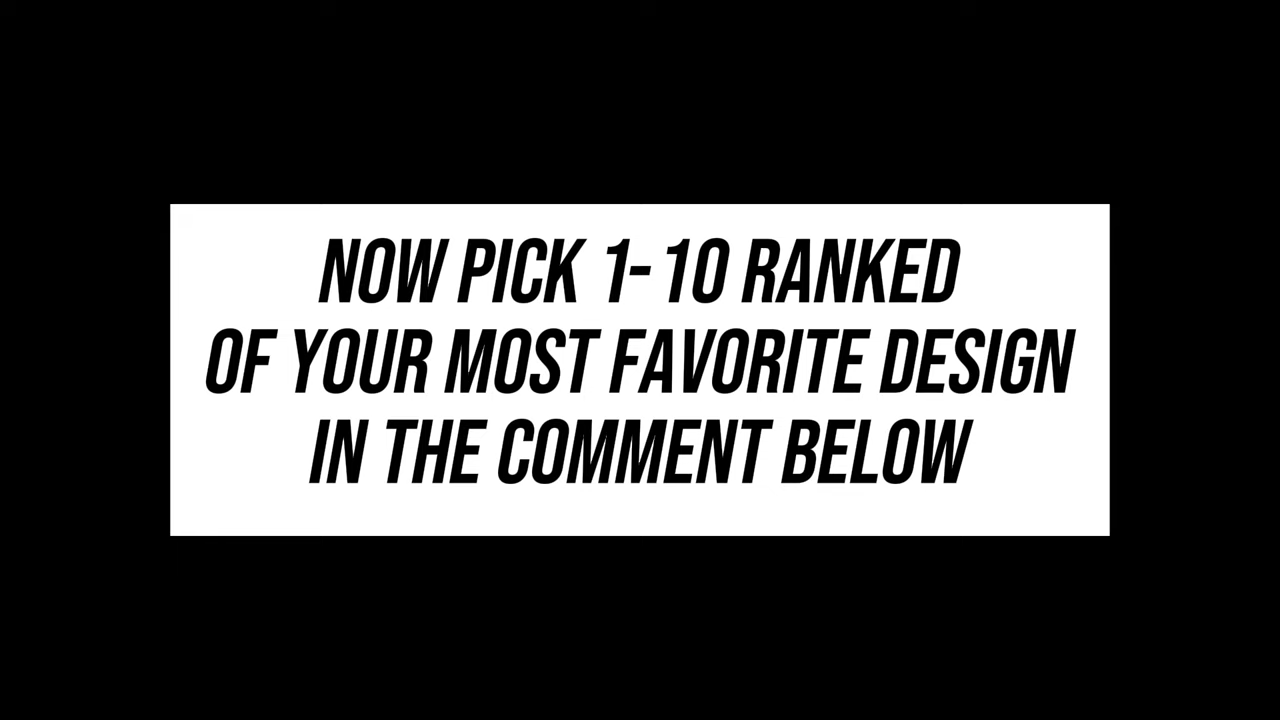 NOW PICK 1-10 RANKED
OF YOUR MOST FAVORITE DESIGN
IN THE COMMENT BELOW